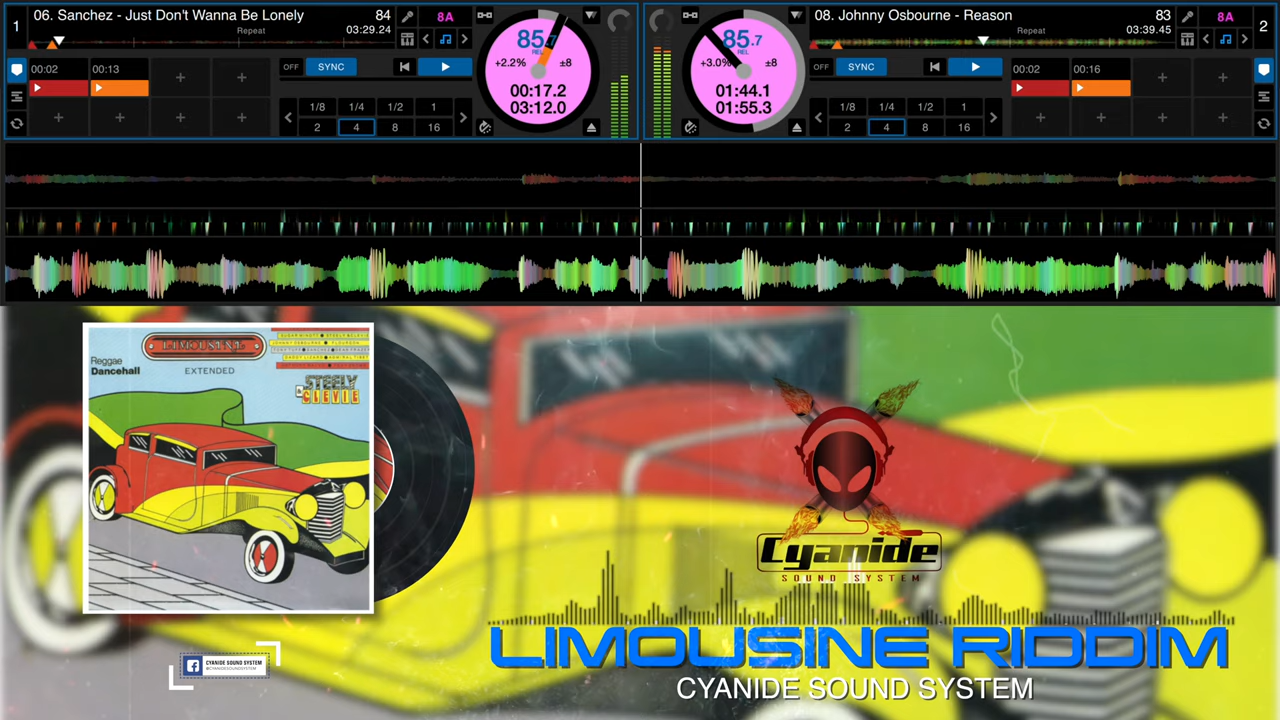 1
06. Sanchez - Just Don't Wanna Be Lonely
84
8A
Repeat
03:29.24
00:02
00:13
OFF
SYNC
1/8
1/4
1/2
1
2
4
8
16
85.7
REL
+2.2%
±8
00:17.2
03:12.0
08. Johnny Osbourne - Reason
83
8A
2
Repeat
03:39.45
85.7
REL
+3.0%
±8
01:44.1
01:55.3
OFF
SYNC
1/8
1/4
1/2
1
2
4
8
16
00:02
00:16
LIMOUSINE
Reggae
Dancehall
EXTENDED
STEELY
& CLEVIE
Cyanide
SOUND SYSTEM
LIMOUSINE RIDDIM
CYANIDE SOUND SYSTEM
CYANIDE SOUND SYSTEM
@CYANIDESOUNDSYSTEM